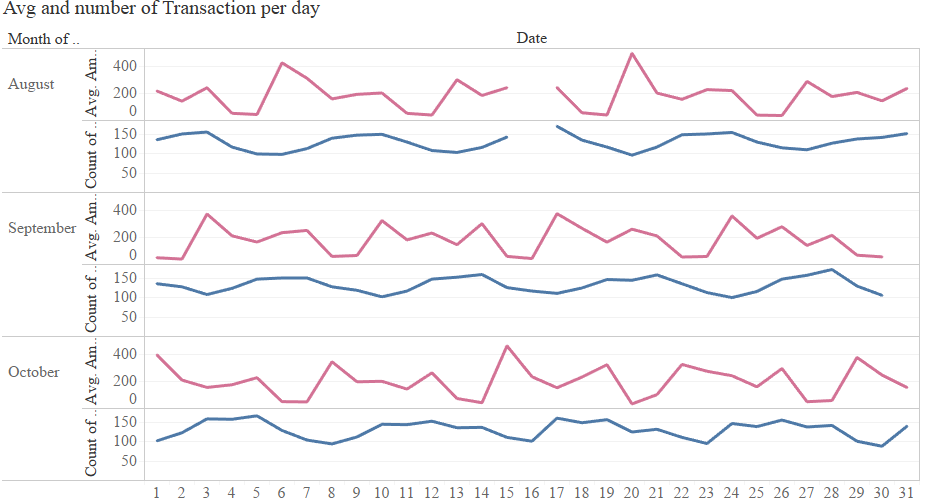 Avg and number of Transaction per day
Month of ..
Date
August
Avg. Am..
400
200
0
Count of ..
150
100
50
September
Avg. Am..
400
200
0
Count of ..
150
100
50
October
Avg. Am..
400
200
0
Count of ..
150
100
50
1 2 3 4 5 6 7 8 9 10 11 12 13 14 15 16 17 18 19 20 21 22 23 24 25 26 27 28 29 30 31